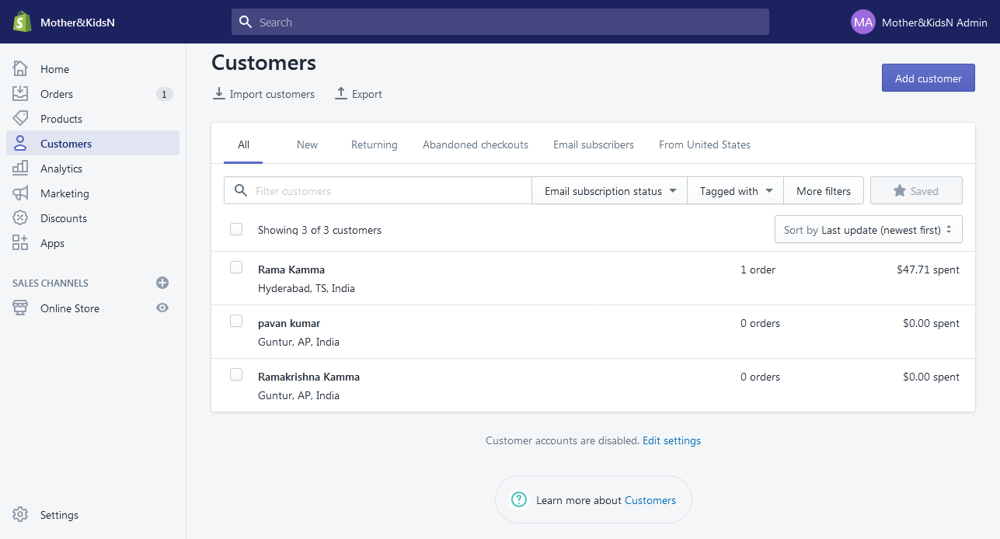 Mother&KidsN
Search
MA Mother&KidsN Admin
Home
Orders 1
Products
Customers
Analytics
Marketing
Discounts
Apps
SALES CHANNELS
Online Store
Settings
Customers
Import customers Export
Add customer
All New Returning Abandoned checkouts Email subscribers From United States
Filter customers Email subscription status Tagged with More filters Saved
Showing 3 of 3 customers Sort by Last update (newest first)
Rama Kamma 1 order $47.71 spent
Hyderabad, TS, India
pavan kumar 0 orders $0.00 spent
Guntur, AP, India
Ramakrishna Kamma 0 orders $0.00 spent
Guntur, AP, India
Customer accounts are disabled. Edit settings
Learn more about Customers